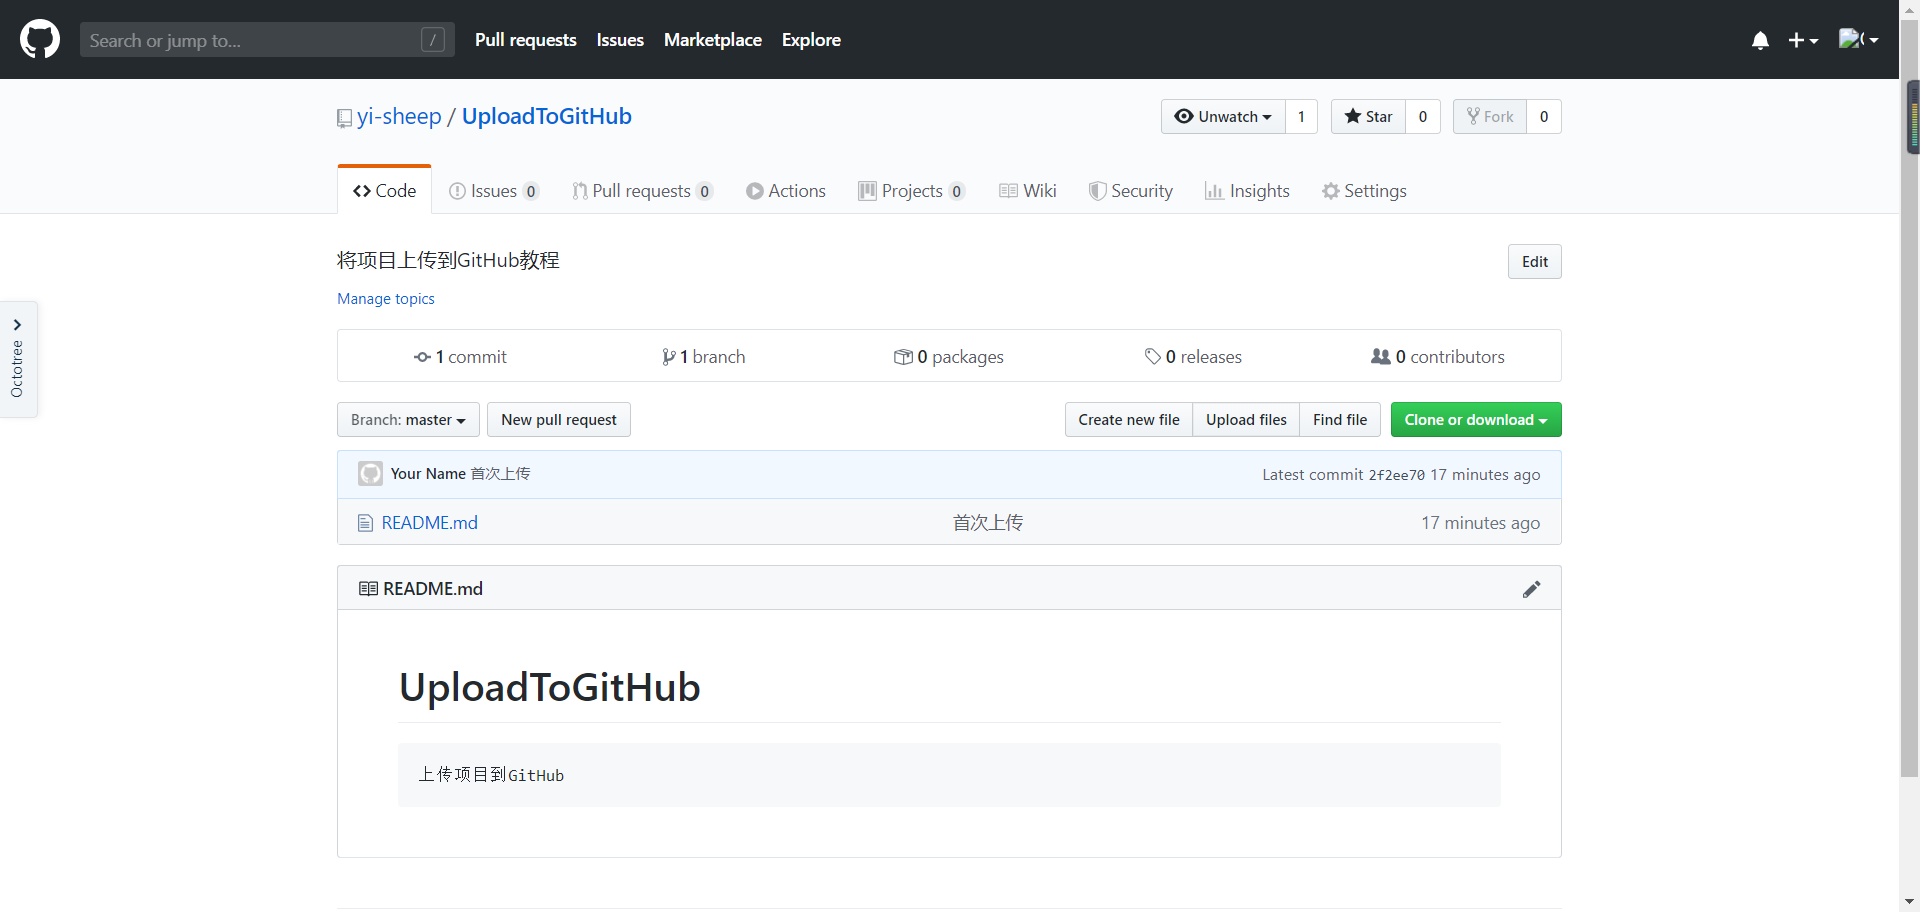 Search or jump to... / Pull requests Issues Marketplace Explore
yi-sheep / UploadToGitHub Unwatch 1 Star 0 Fork 0
Code Issues 0 Pull requests 0 Actions Projects 0 Wiki Security Insights Settings
将项目上传到GitHub教程 Edit
Manage topics
Octotree
1 commit 1 branch 0 packages 0 releases 0 contributors
Branch: master New pull request Create new file Upload files Find file Clone or download
Your Name 首次上传 Latest commit 2f2ee70 17 minutes ago
README.md 首次上传 17 minutes ago
README.md
UploadToGitHub
上传项目到GitHub